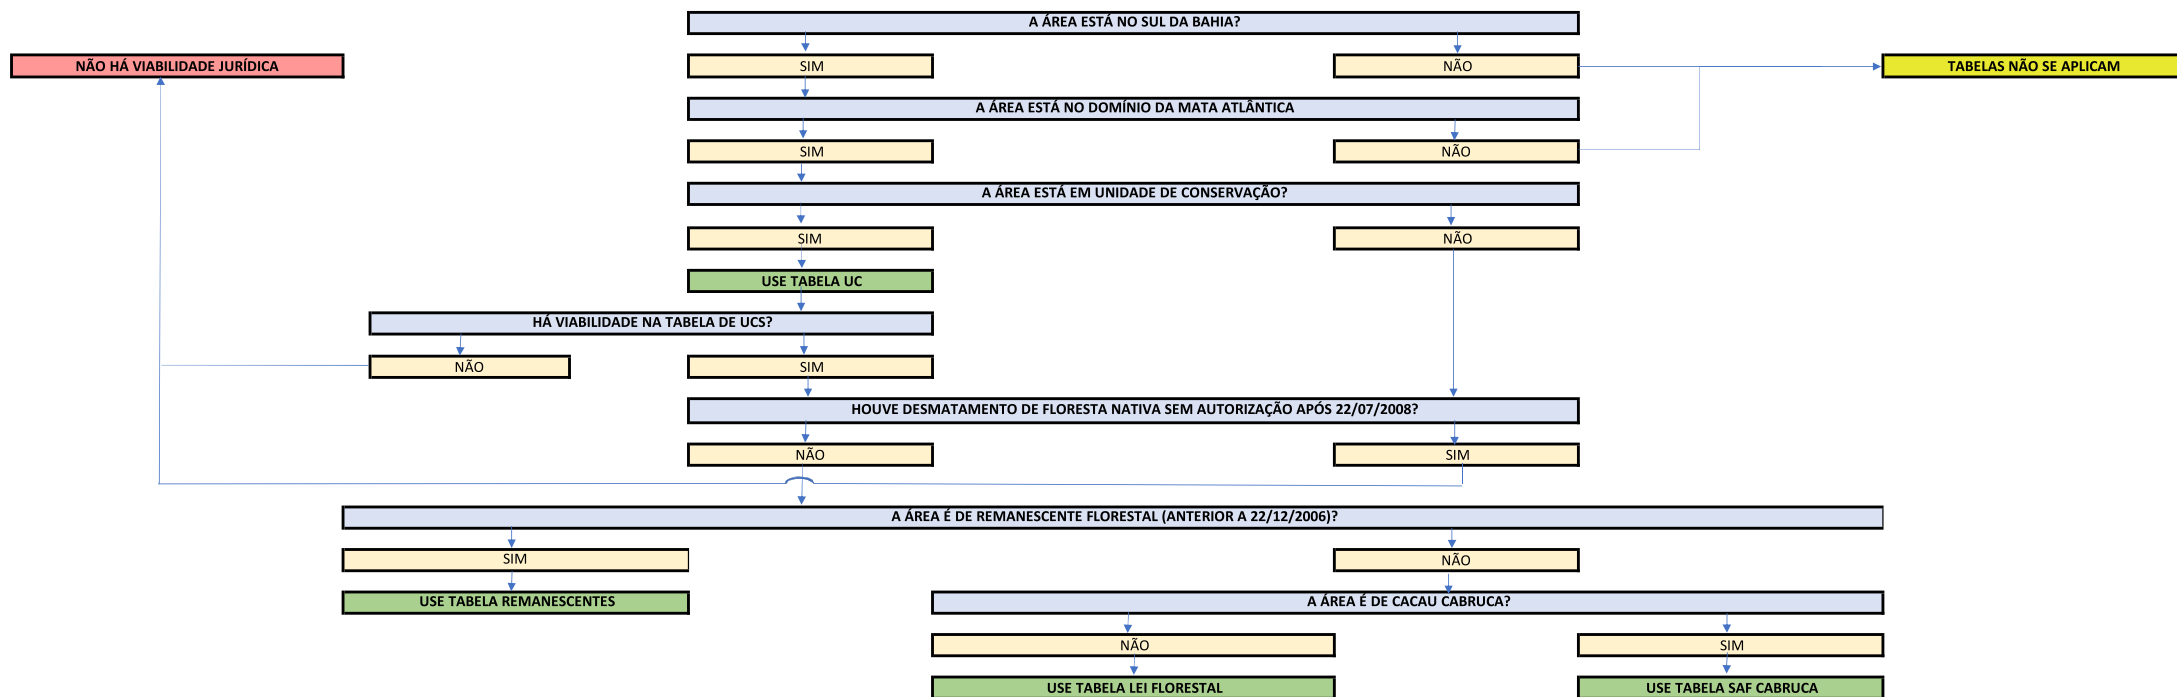 A ÁREA ESTÁ NO SUL DA BAHIA?
NÃO HÁ VIABILIDADE JURÍDICA
SIM
NÃO
TABELAS NÃO SE APLICAM
A ÁREA ESTÁ NO DOMÍNIO DA MATA ATLÂNTICA
SIM
NÃO
A ÁREA ESTÁ EM UNIDADE DE CONSERVAÇÃO?
SIM
NÃO
USE TABELA UC
HÁ VIABILIDADE NA TABELA DE UCS?
NÃO
SIM
HOUVE DESMATAMENTO DE FLORESTA NATIVA SEM AUTORIZAÇÃO APÓS 22/07/2008?
NÃO
SIM
A ÁREA É DE REMANESCENTE FLORESTAL (ANTERIOR A 22/12/2006)?
SIM
NÃO
USE TABELA REMANESCENTES
A ÁREA É DE CACAU CABRUCA?
NÃO
SIM
USE TABELA LEI FLORESTAL
USE TABELA SAF CABRUCA